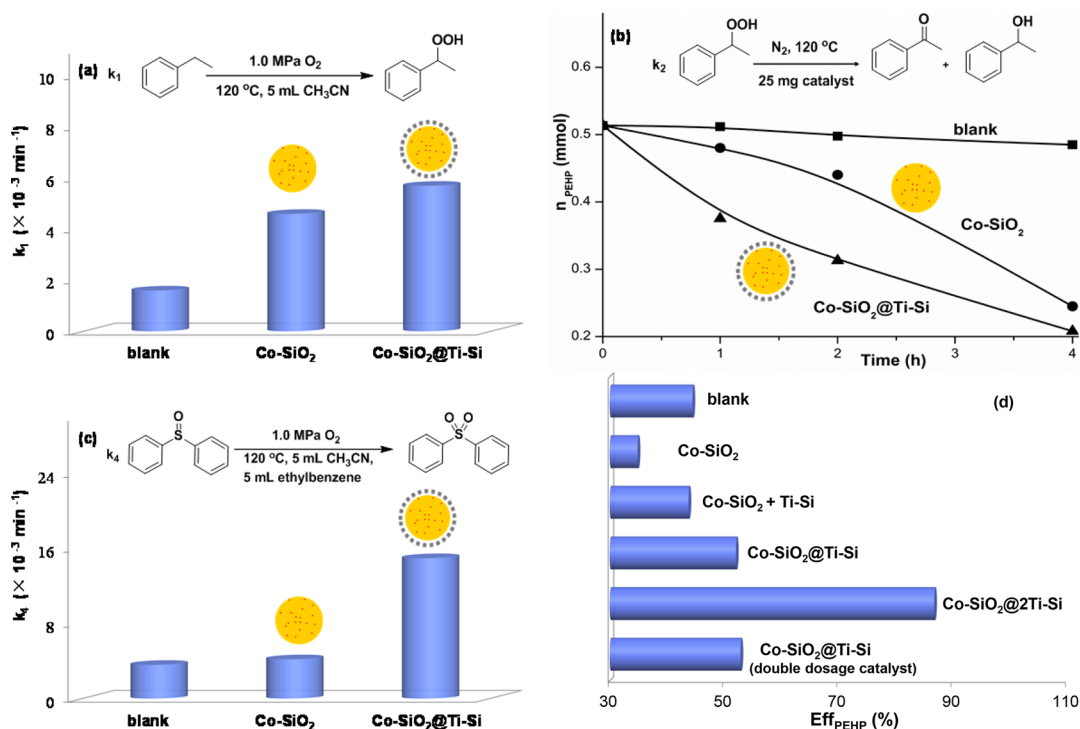 (a)
k1
OOH
1.0 MPa O2
120 °C, 5 mL CH3CN
k1 (× 10⁻³ min⁻¹)
10
8
6
4
2
0
blank
Co-SiO2
Co-SiO2@Ti-Si
(b)
k2
OOH
N2, 120 °C
25 mg catalyst
O
+
OH
nPEHP (mmol)
0.6
0.5
0.4
0.3
0.2
blank
Co-SiO2
Co-SiO2@Ti-Si
0
1
2
3
4
Time (h)
(c)
k4
O
S
1.0 MPa O2
120 °C, 5 mL CH3CN,
5 mL ethylbenzene
O O
S
k4 (× 10⁻³ min⁻¹)
24
16
8
0
blank
Co-SiO2
Co-SiO2@Ti-Si
(d)
blank
Co-SiO2
Co-SiO2 + Ti-Si
Co-SiO2@Ti-Si
Co-SiO2@2Ti-Si
Co-SiO2@Ti-Si
(double dosage catalyst)
30
50
70
90
110
EffPEHP (%)